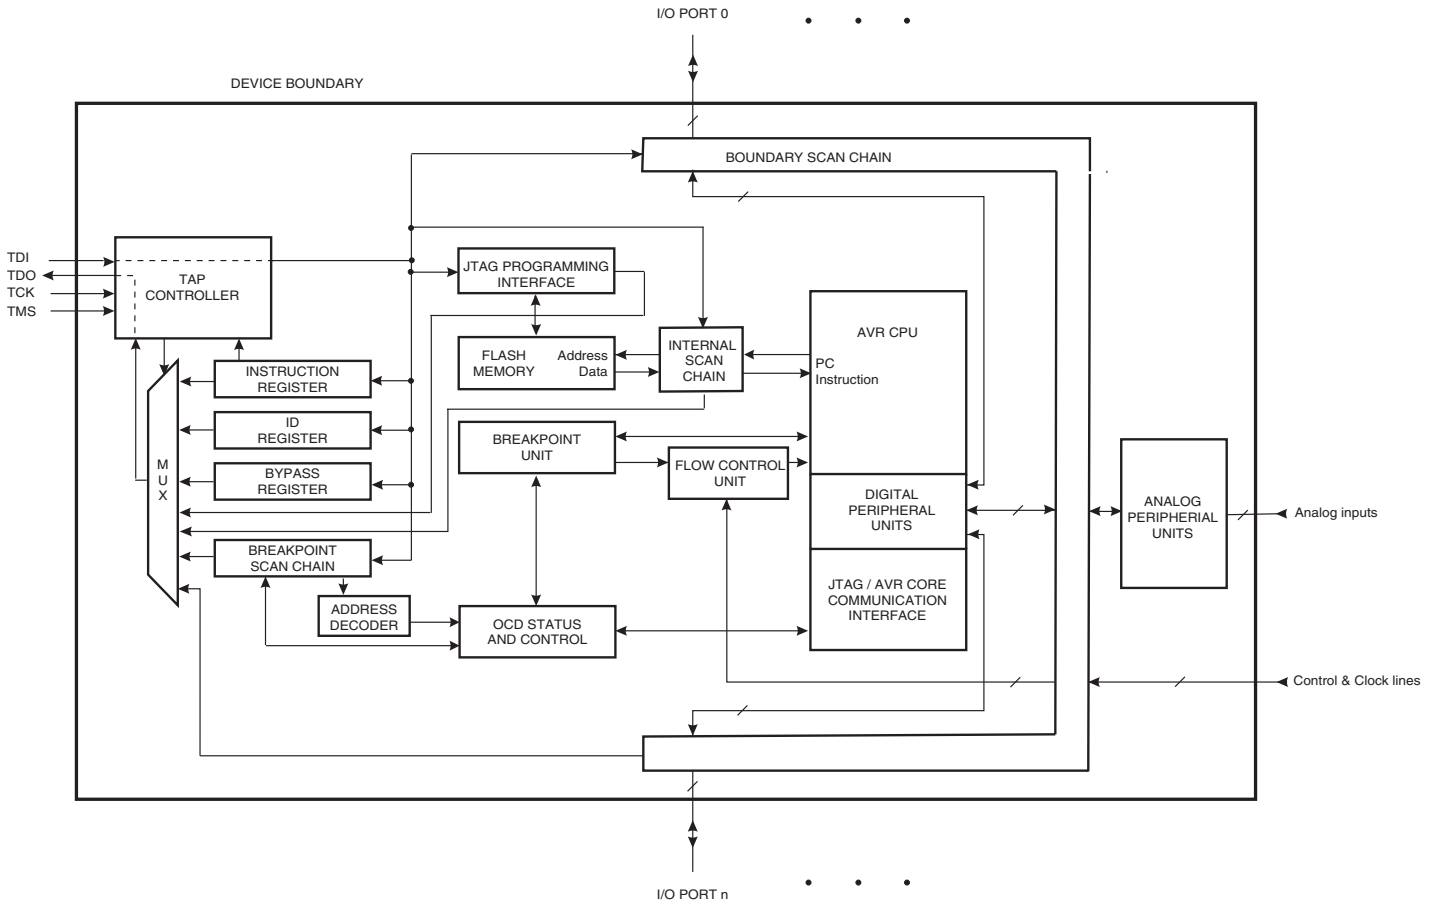 I/O PORT 0
DEVICE BOUNDARY
BOUNDARY SCAN CHAIN
TDI
TDO
TCK
TMS
TAP
CONTROLLER
JTAG PROGRAMMING
INTERFACE
AVR CPU
FLASH
MEMORY
Address
Data
INTERNAL
SCAN
CHAIN
PC
Instruction
INSTRUCTION
REGISTER
ID
REGISTER
BREAKPOINT
UNIT
FLOW CONTROL
UNIT
M
U
X
BYPASS
REGISTER
DIGITAL
PERIPHERAL
UNITS
ANALOG
PERIPHERIAL
UNITS
Analog inputs
BREAKPOINT
SCAN CHAIN
JTAG / AVR CORE
COMMUNICATION
INTERFACE
ADDRESS
DECODER
OCD STATUS
AND CONTROL
Control & Clock lines
I/O PORT n